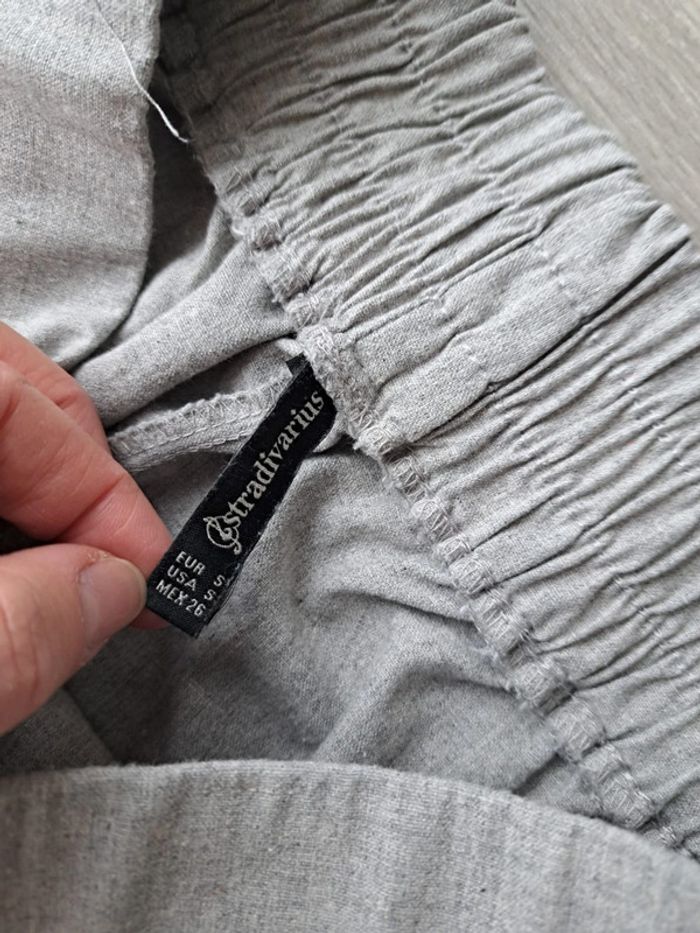 stradivarius
EUR S
USA S
MEX 26